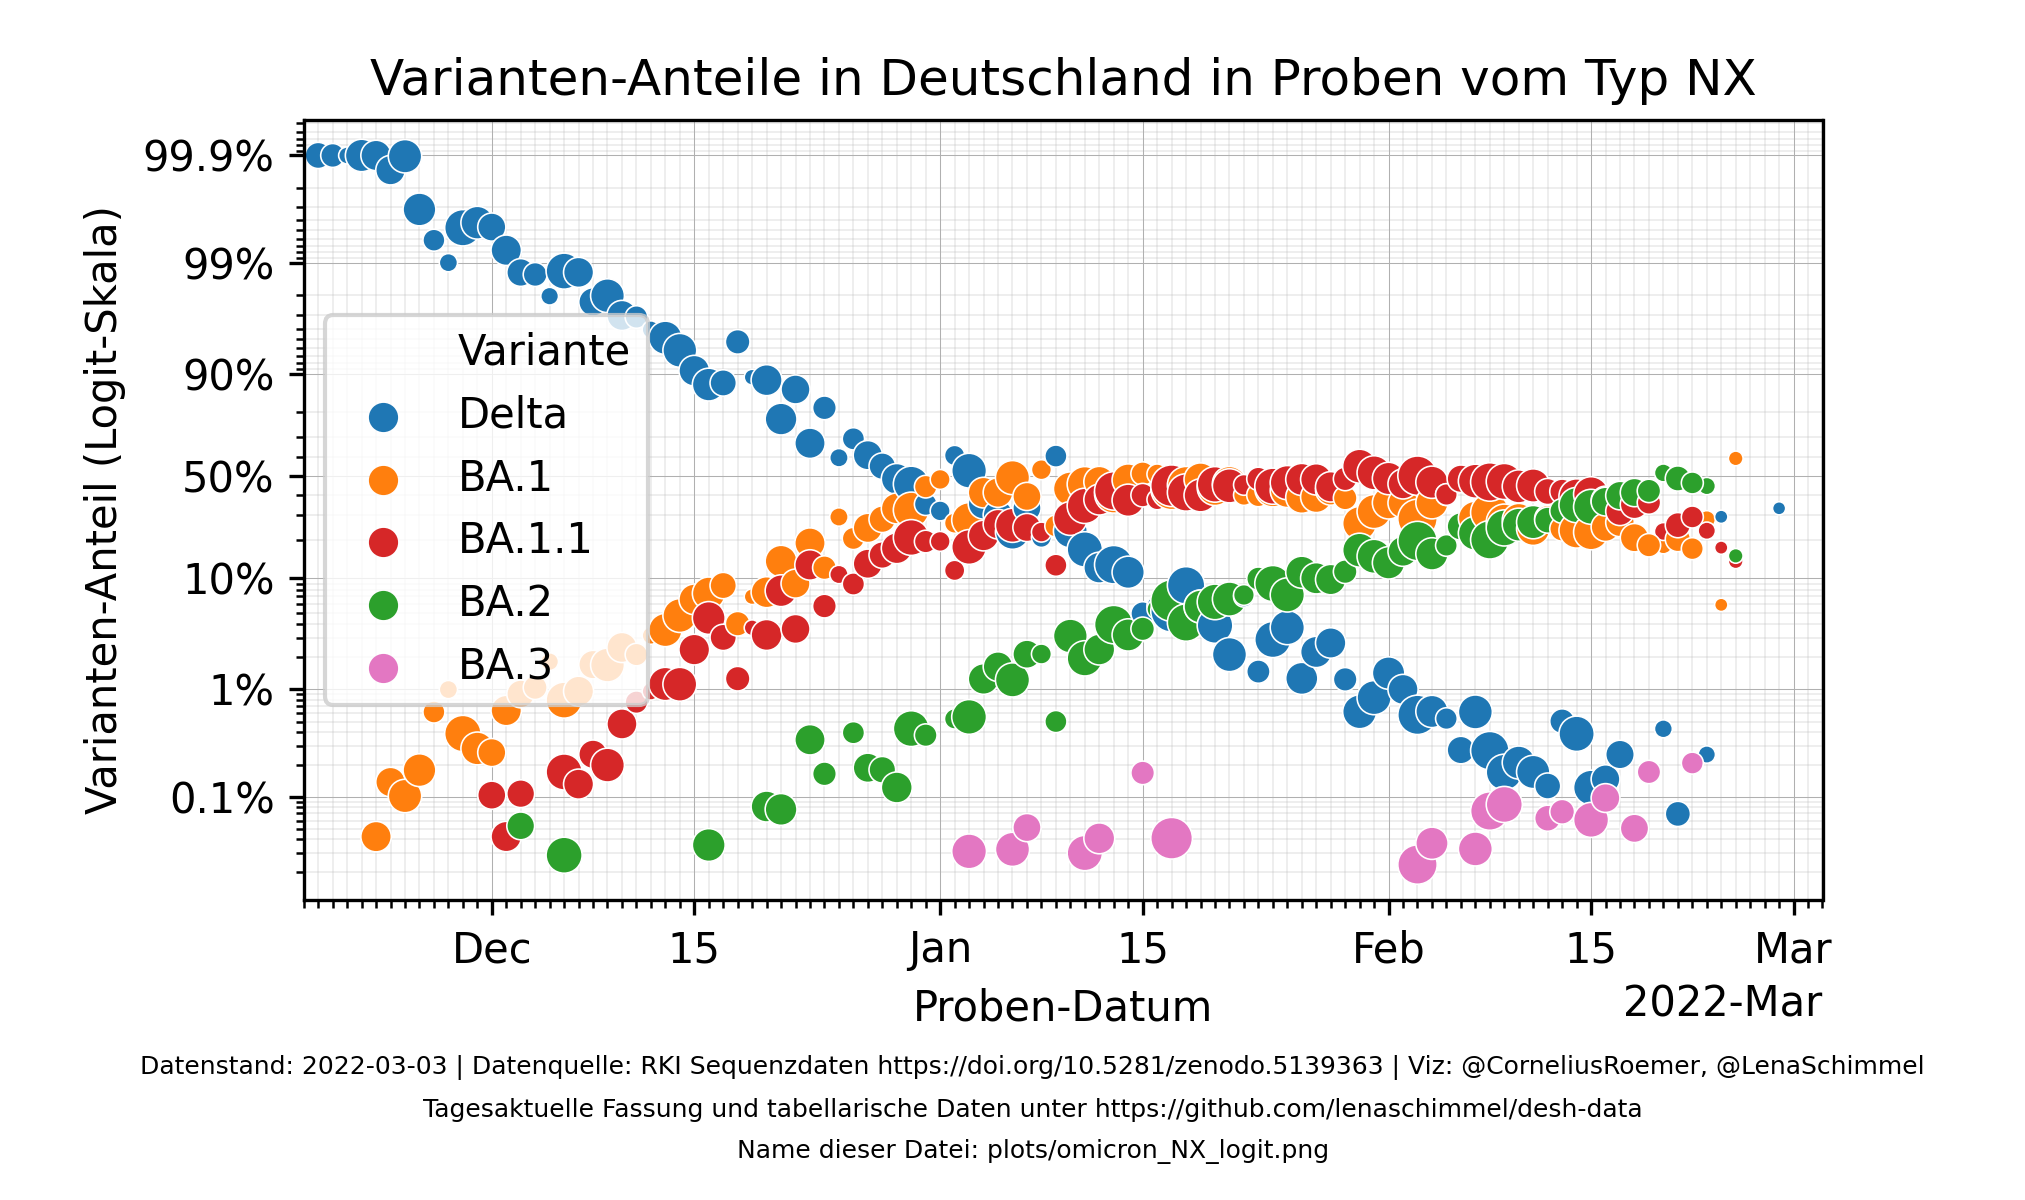 Varianten-Anteile in Deutschland in Proben vom Typ NX
Varianten-Anteil (Logit-Skala)
99.9%
99%
90%
50%
10%
1%
0.1%
Variante
Delta
BA.1
BA.1.1
BA.2
BA.3
Dec 15 Jan 15 Feb 15 Mar
Proben-Datum
2022-Mar
Datenstand: 2022-03-03 | Datenquelle: RKI Sequenzdaten https://doi.org/10.5281/zenodo.5139363 | Viz: @CorneliusRoemer, @LenaSchimmel
Tagesaktuelle Fassung und tabellarische Daten unter https://github.com/lenaschimmel/desh-data
Name dieser Datei: plots/omicron_NX_logit.png